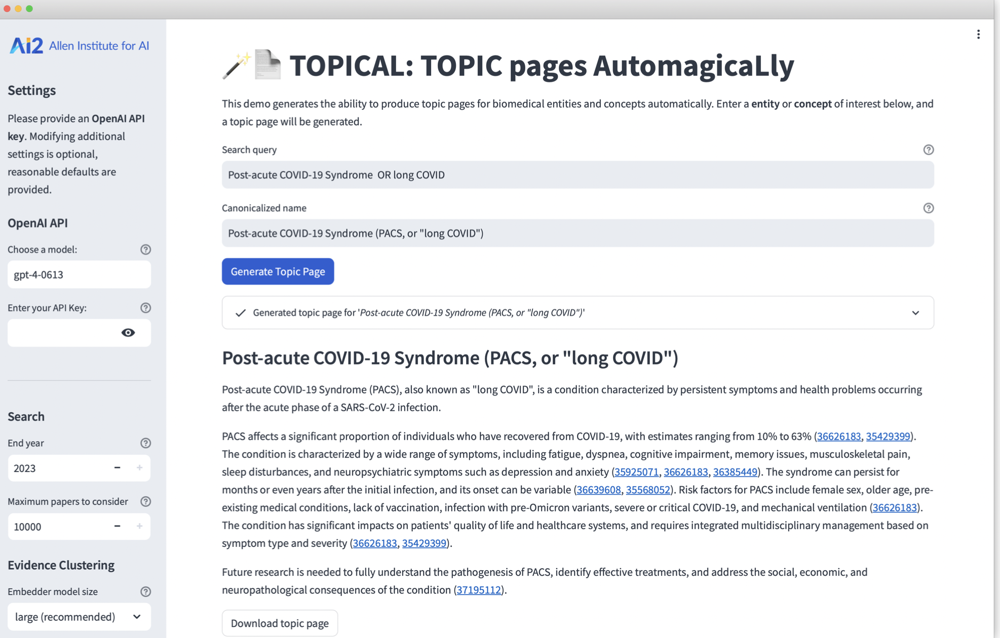 Ai2 Allen Institute for AI
Settings
Please provide an OpenAI API
key. Modifying additional
settings is optional,
reasonable defaults are
provided.
OpenAI API
Choose a model:
gpt-4-0613
Enter your API Key:
Search
End year
2023
Maximum papers to consider
10000
Evidence Clustering
Embedder model size
large (recommended)
TOPICAL: TOPIC pages AutomagicaLly
This demo generates the ability to produce topic pages for biomedical entities and concepts automatically. Enter a entity or concept of interest below, and
a topic page will be generated.
Search query
Post-acute COVID-19 Syndrome  OR long COVID
Canonicalized name
Post-acute COVID-19 Syndrome (PACS, or "long COVID")
Generate Topic Page
Generated topic page for 'Post-acute COVID-19 Syndrome (PACS, or "long COVID")'
Post-acute COVID-19 Syndrome (PACS, or "long COVID")
Post-acute COVID-19 Syndrome (PACS), also known as "long COVID", is a condition characterized by persistent symptoms and health problems occurring
after the acute phase of a SARS-CoV-2 infection.
PACS affects a significant proportion of individuals who have recovered from COVID-19, with estimates ranging from 10% to 63% (36626183, 35429399).
The condition is characterized by a wide range of symptoms, including fatigue, dyspnea, cognitive impairment, memory issues, musculoskeletal pain,
sleep disturbances, and neuropsychiatric symptoms such as depression and anxiety (35925071, 36626183, 36385449). The syndrome can persist for
months or even years after the initial infection, and its onset can be variable (36639608, 35568052). Risk factors for PACS include female sex, older age, pre-
existing medical conditions, lack of vaccination, infection with pre-Omicron variants, severe or critical COVID-19, and mechanical ventilation (36626183).
The condition has significant impacts on patients' quality of life and healthcare systems, and requires integrated multidisciplinary management based on
symptom type and severity (36626183, 35429399).
Future research is needed to fully understand the pathogenesis of PACS, identify effective treatments, and address the social, economic, and
neuropathological consequences of the condition (37195112).
Download topic page